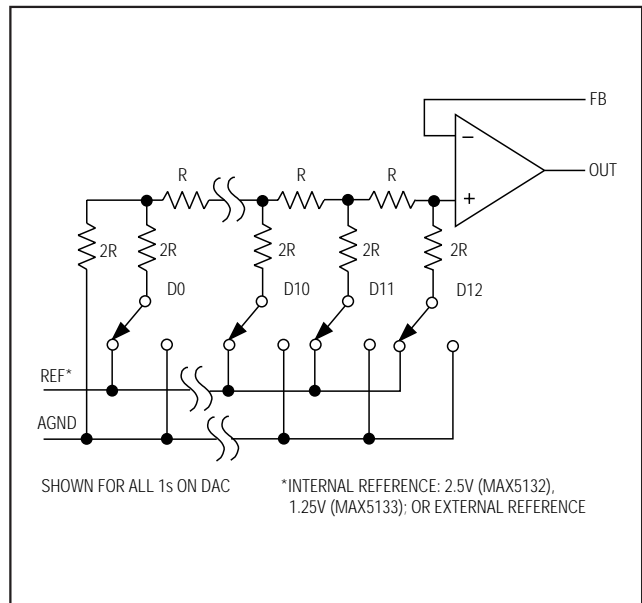 FB
−
OUT
R R R
+
2R 2R 2R 2R 2R
D0 D10 D11 D12
REF*
AGND
SHOWN FOR ALL 1s ON DAC
*INTERNAL REFERENCE: 2.5V (MAX5132),
1.25V (MAX5133); OR EXTERNAL REFERENCE